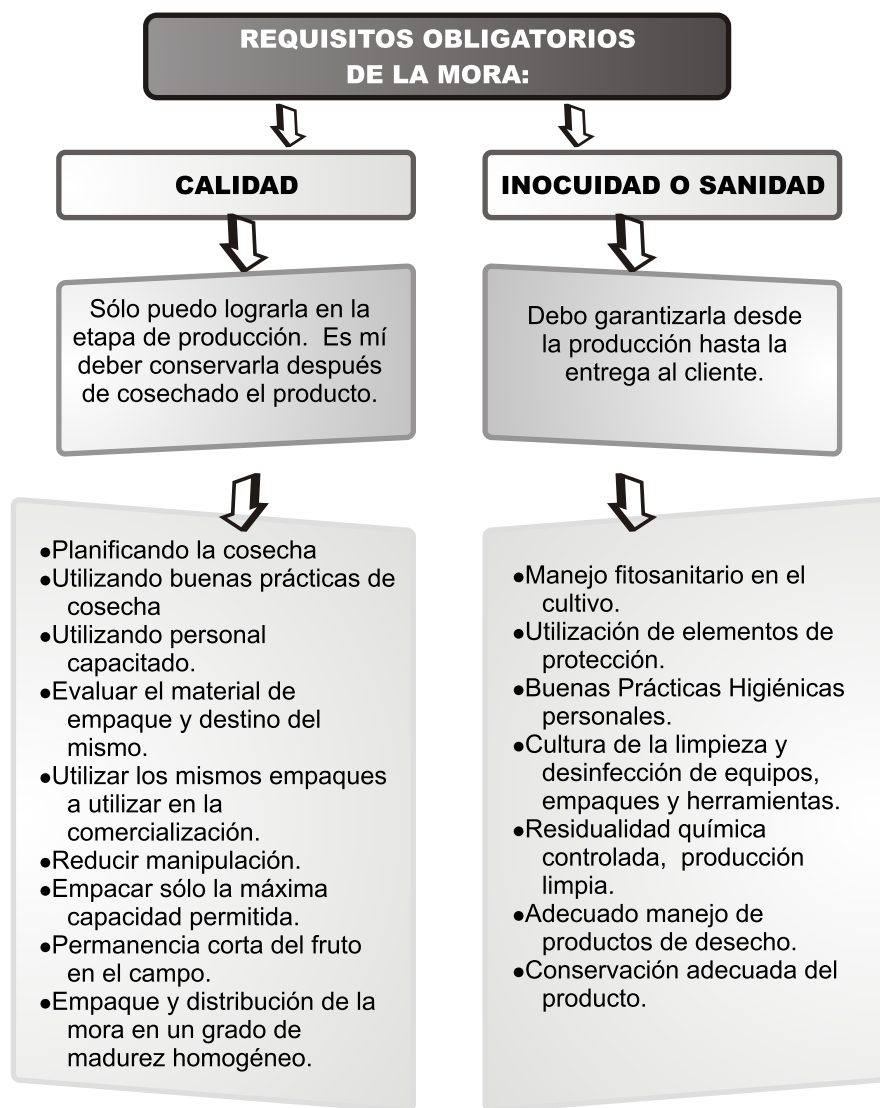 REQUISITOS OBLIGATORIOS
DE LA MORA:
CALIDAD
Sólo puedo lograrla en la
etapa de producción. Es mí
deber conservarla después
de cosechado el producto.
●Planificando la cosecha
●Utilizando buenas prácticas de
cosecha
●Utilizando personal
capacitado.
●Evaluar el material de
empaque y destino del
mismo.
●Utilizar los mismos empaques
a utilizar en la
comercialización.
●Reducir manipulación.
●Empacar sólo la máxima
capacidad permitida.
●Permanencia corta del fruto
en el campo.
●Empaque y distribución de la
mora en un grado de
madurez homogéneo.
INOCUIDAD O SANIDAD
Debo garantizarla desde
la producción hasta la
entrega al cliente.
●Manejo fitosanitario en el
cultivo.
●Utilización de elementos de
protección.
●Buenas Prácticas Higiénicas
personales.
●Cultura de la limpieza y
desinfección de equipos,
empaques y herramientas.
●Residualidad química
controlada, producción
limpia.
●Adecuado manejo de
productos de desecho.
●Conservación adecuada del
producto.